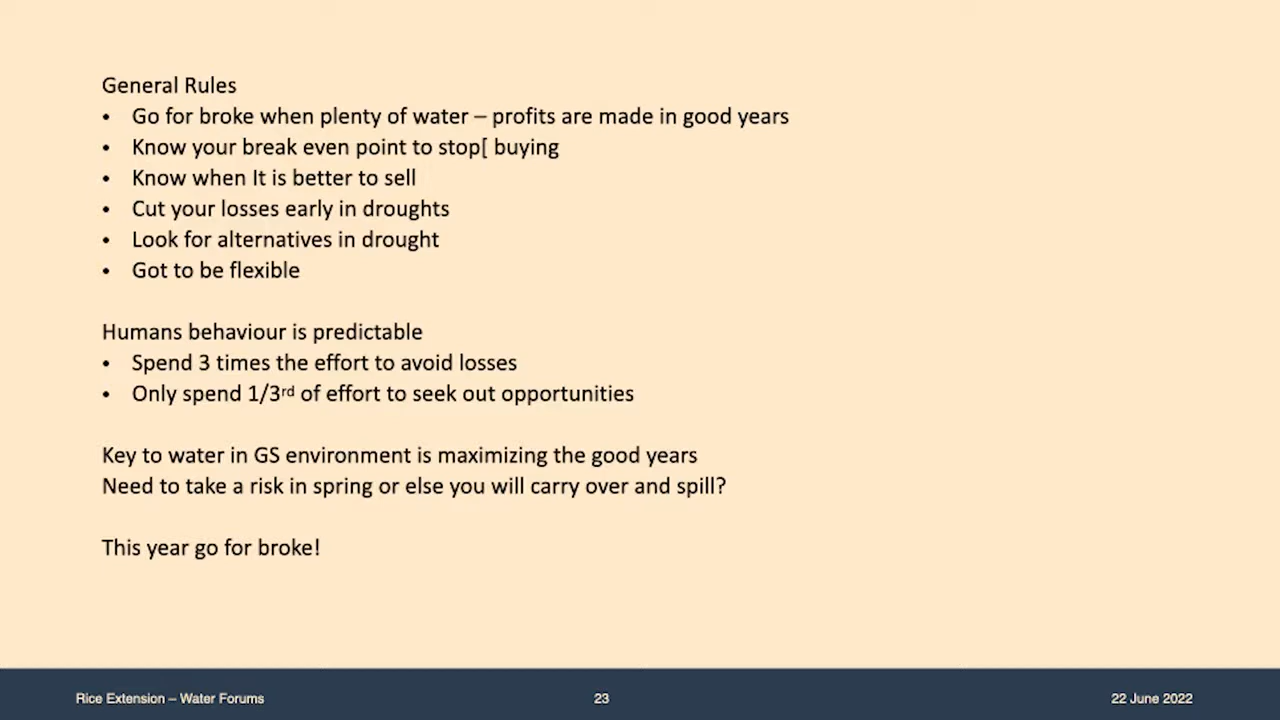 General Rules
• Go for broke when plenty of water – profits are made in good years
• Know your break even point to stop[ buying
• Know when It is better to sell
• Cut your losses early in droughts
• Look for alternatives in drought
• Got to be flexible
Humans behaviour is predictable
• Spend 3 times the effort to avoid losses
• Only spend 1/3rd of effort to seek out opportunities
Key to water in GS environment is maximizing the good years
Need to take a risk in spring or else you will carry over and spill?
This year go for broke!
Rice Extension – Water Forums 23 22 June 2022